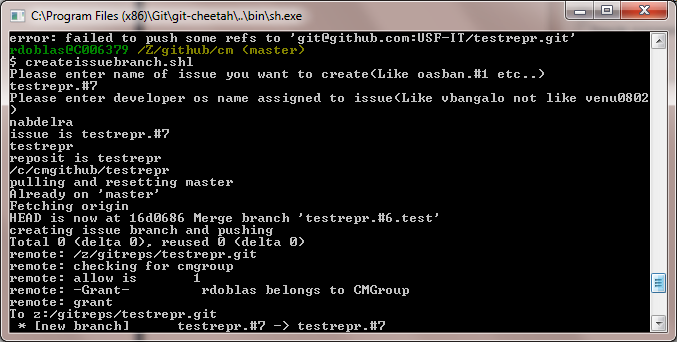 C:\Program Files (x86)\Git\git-cheetah\..\bin\sh.exe
error: failed to push some refs to 'git@github.com:USF-IT/testrepr.git'
rdoblas@C006379 /Z/github/cm (master)
$ createissuebranch.shl
Please enter name of issue you want to create(Like oasban.#1 etc..)
testrepr.#7
Please enter developer os name assigned to issue(Like vbangalo not like venu0802
)
nabdelra
issue is testrepr.#7
testrepr
reposit is testrepr
/c/cmgithub/testrepr
pulling and resetting master
Already on 'master'
Fetching origin
HEAD is now at 16d0686 Merge branch 'testrepr.#6.test'
creating issue branch and pushing
Total 0 (delta 0), reused 0 (delta 0)
remote: /z/gitreps/testrepr.git
remote: checking for cmgroup
remote: allow is       1
remote: -Grant-         rdoblas belongs to CMGroup
remote: grant
To z:/gitreps/testrepr.git
 * [new branch]      testrepr.#7 -> testrepr.#7